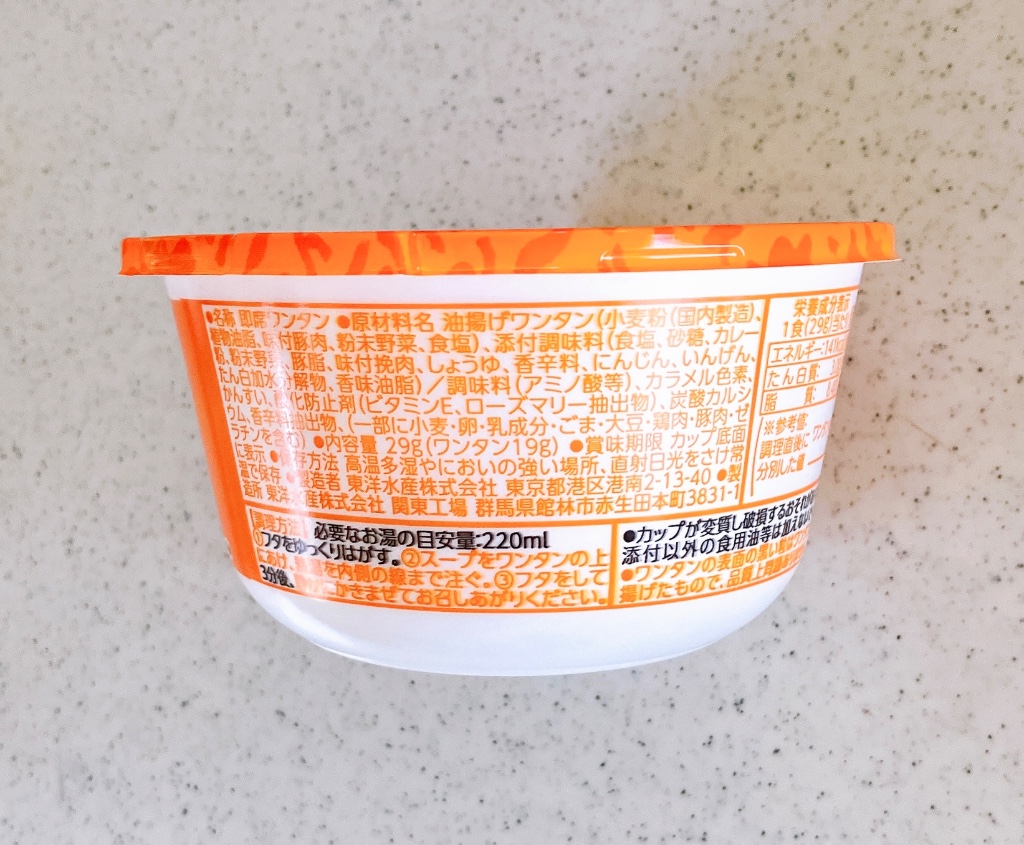 ●名称 即席ワンタン ●原材料名 油揚げワンタン(小麦粉(国内製造)、
植物油脂、味付豚肉、粉末野菜、食塩)、添付調味料(食塩、砂糖、カレー
粉、粉末野菜、豚脂、味付挽肉、しょうゆ、香辛料、にんじん、いんげん、
たん白加水分解物、香味油脂)/調味料(アミノ酸等)、カラメル色素、
かんすい、酸化防止剤(ビタミンE、ローズマリー抽出物)、炭酸カルシ
ウム、香辛料抽出物、(一部に小麦・卵・乳成分・ごま・大豆・鶏肉・豚肉・ゼ
ラチンを含む) ●内容量 29g(ワンタン19g) ●賞味期限 カップ底面
に表示 ●保存方法 高温多湿やにおいの強い場所、直射日光をさけ常
温で保存 ●製造者 東洋水産株式会社 東京都港区港南2-13-40 ●製
造所 東洋水産株式会社 関東工場 群馬県館林市赤生田本町3831-1
栄養成分表示
1食(29g)当
エネルギー:140k
たん白質:
脂 質:
※参考値:
調理直後に
分別した値
調理方法 必要なお湯の目安量:220ml
①フタをゆっくりはがす。②スープをワンタンの上
にあけ、熱湯を内側の線まで注ぐ。③フタをして
3分後、 かきまぜてお召しあがりください。
●カップが変質し破損するおそれが
添付以外の食用油等は加えない
●ワンタンの表面の黒い
揚げたもので、品質上